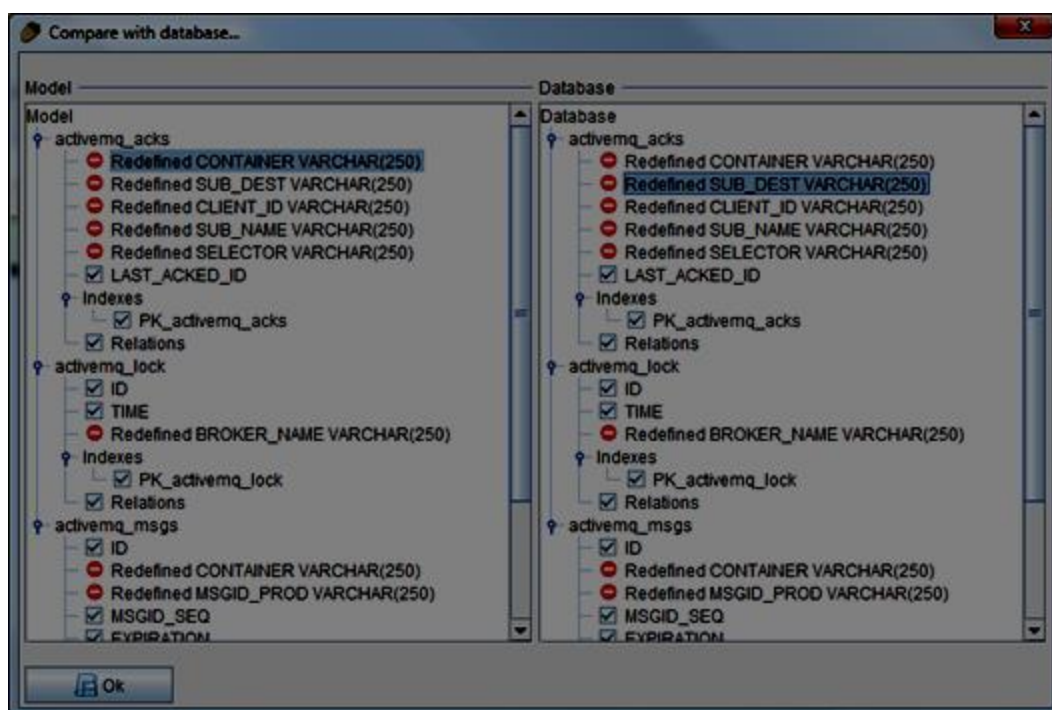 Compare with database...
Model
Model
activemq_acks
Redefined CONTAINER VARCHAR(250)
Redefined SUB_DEST VARCHAR(250)
Redefined CLIENT_ID VARCHAR(250)
Redefined SUB_NAME VARCHAR(250)
Redefined SELECTOR VARCHAR(250)
LAST_ACKED_ID
Indexes
PK_activemq_acks
Relations
activemq_lock
ID
TIME
Redefined BROKER_NAME VARCHAR(250)
Indexes
PK_activemq_lock
Relations
activemq_msgs
ID
Redefined CONTAINER VARCHAR(250)
Redefined MSGID_PROD VARCHAR(250)
MSGID_SEQ
EXPIRATION
Database
Database
activemq_acks
Redefined CONTAINER VARCHAR(250)
Redefined SUB_DEST VARCHAR(250)
Redefined CLIENT_ID VARCHAR(250)
Redefined SUB_NAME VARCHAR(250)
Redefined SELECTOR VARCHAR(250)
LAST_ACKED_ID
Indexes
PK_activemq_acks
Relations
activemq_lock
ID
TIME
Redefined BROKER_NAME VARCHAR(250)
Indexes
PK_activemq_lock
Relations
activemq_msgs
ID
Redefined CONTAINER VARCHAR(250)
Redefined MSGID_PROD VARCHAR(250)
MSGID_SEQ
EXPIRATION
Ok